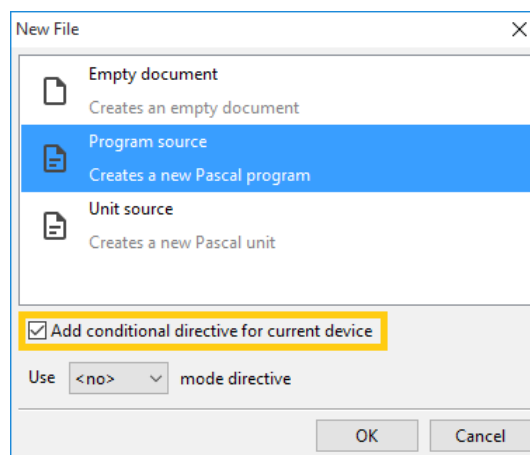 New File
Empty document
Creates an empty document
Program source
Creates a new Pascal program
Unit source
Creates a new Pascal unit
Add conditional directive for current device
Use <no> mode directive
OK Cancel